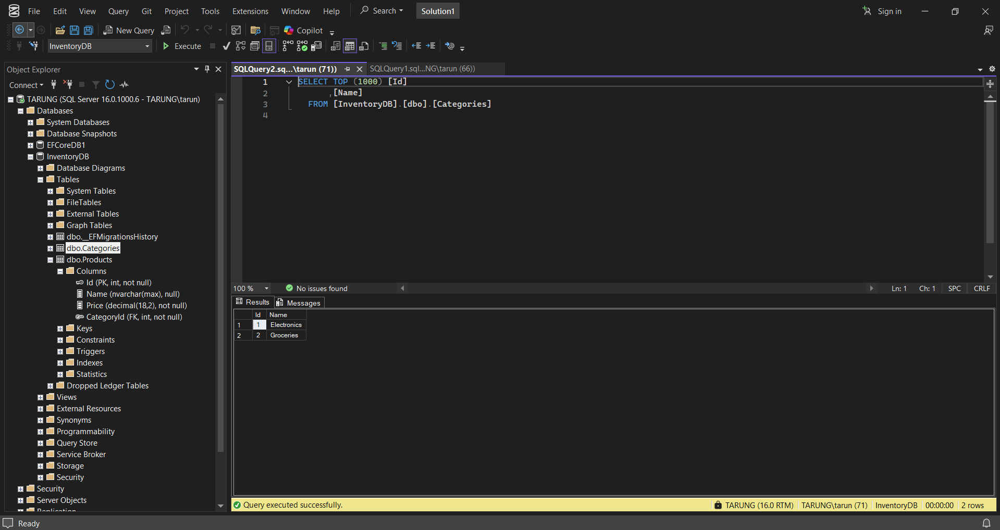 File Edit View Query Git Project Tools Extensions Window Help Search Solution1 Sign in
New Query Copilot
InventoryDB Execute
Object Explorer
Connect
TARUNG (SQL Server 16.0.1000.6 - TARUNG\tarun)
Databases
System Databases
Database Snapshots
EFCoreDB1
InventoryDB
Database Diagrams
Tables
System Tables
FileTables
External Tables
Graph Tables
dbo.__EFMigrationsHistory
dbo.Categories
dbo.Products
Columns
Id (PK, int, not null)
Name (nvarchar(max), null)
Price (decimal(18,2), not null)
CategoryId (FK, int, not null)
Keys
Constraints
Triggers
Indexes
Statistics
Dropped Ledger Tables
Views
External Resources
Synonyms
Programmability
Query Store
Service Broker
Storage
Security
Security
Server Objects
Replication
SQLQuery2.sq...\tarun (71)) SQLQuery1.sql...NG\tarun (66))
1 SELECT TOP (1000) [Id]
2 ,[Name]
3 FROM [InventoryDB].[dbo].[Categories]
4
100 % No issues found Ln: 1 Ch: 1 SPC CRLF
Results Messages
Id Name
1 1 Electronics
2 2 Groceries
Query executed successfully. TARUNG (16.0 RTM) TARUNG\tarun (71) InventoryDB 00:00:00 2 rows
Ready